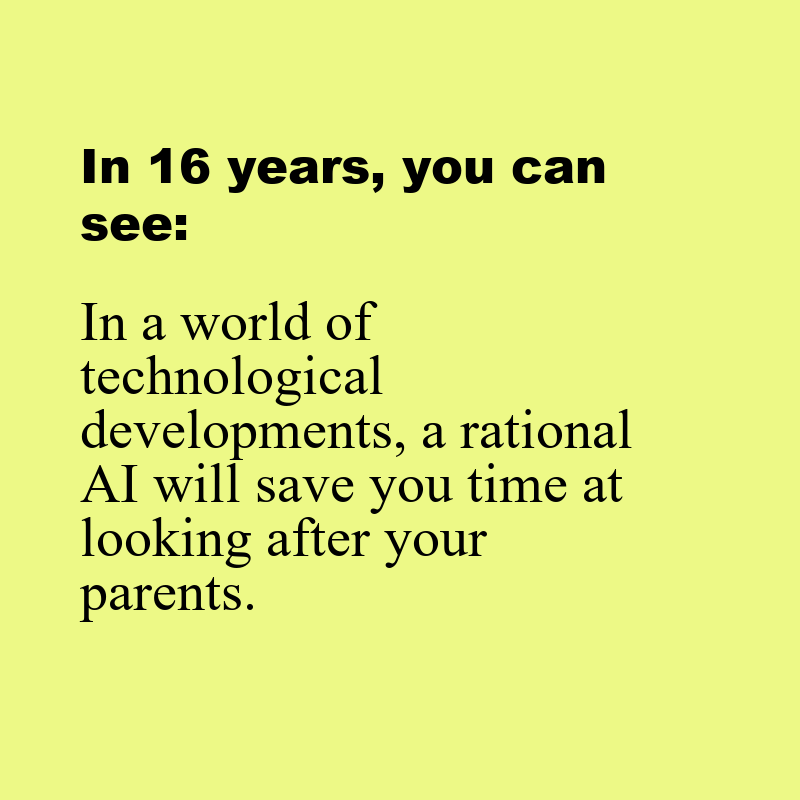 In 16 years, you can
see:
In a world of
technological
developments, a rational
AI will save you time at
looking after your
parents.